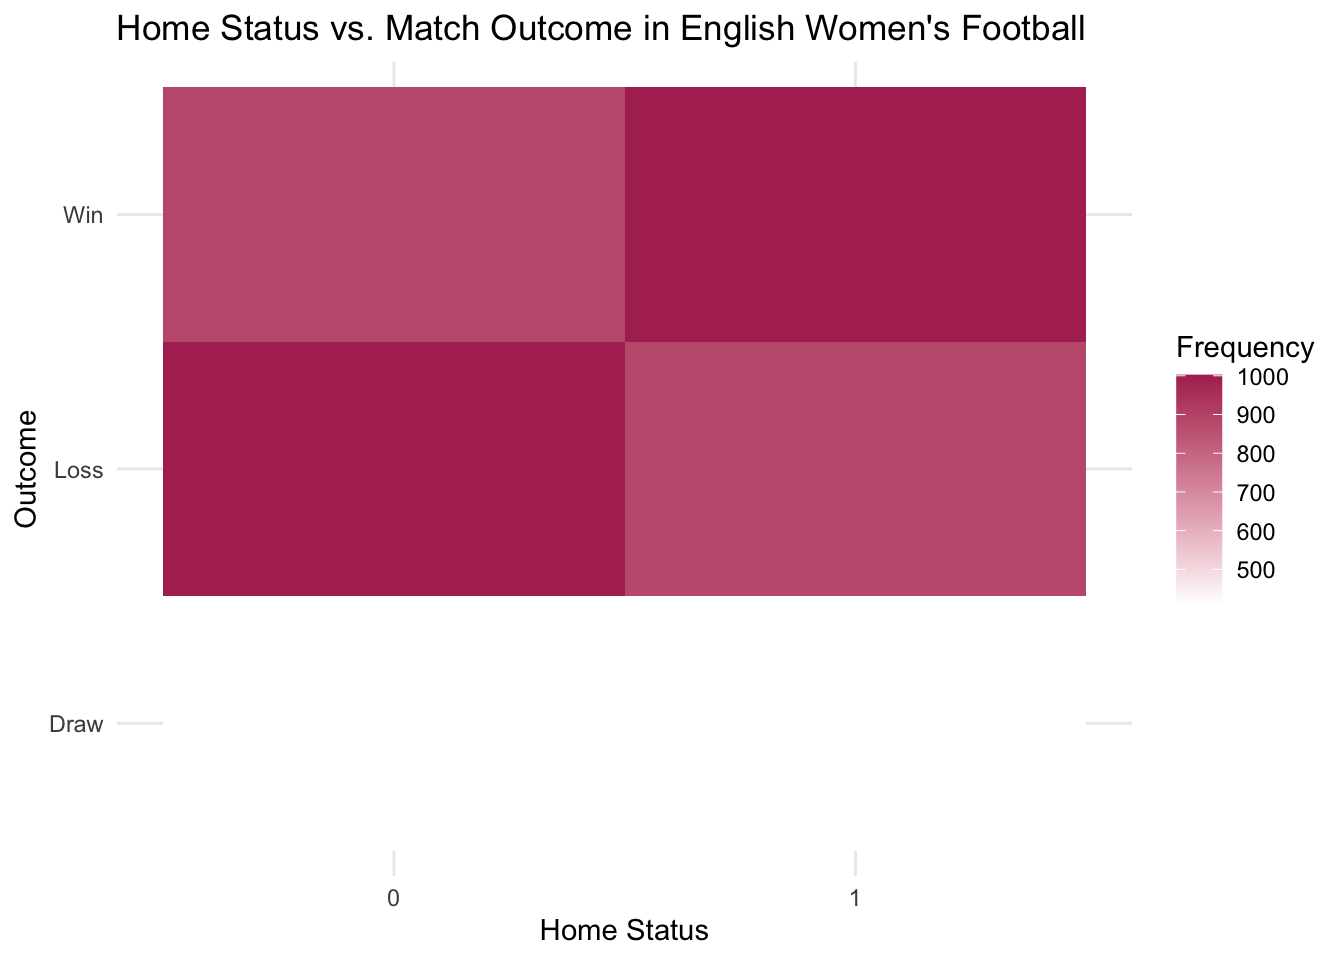 Home Status vs. Match Outcome in English Women's Football
Win
Loss
Draw
Outcome
0
1
Home Status
Frequency
1000
900
800
700
600
500